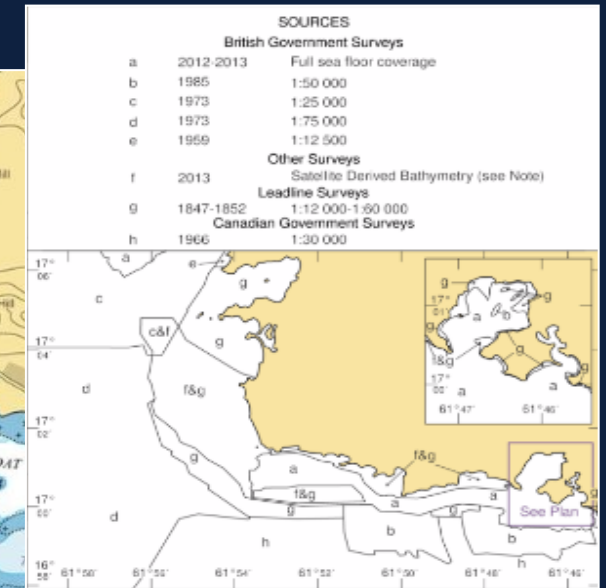 SOURCES
British Government Surveys
a 2012-2013 Full sea floor coverage
b 1985 1:50 000
c 1973 1:25 000
d 1973 1:75 000
e 1959 1:12 500
Other Surveys
f 2013 Satellite Derived Bathymetry (see Note)
Leadline Surveys
g 1847-1852 1:12 000-1:60 000
Canadian Government Surveys
h 1966 1:30 000
17° 06'
a
e
g
c
c&f
g
17° 04'
d
f&g
17° 02'
g
f&g
a
f&g
g
a
g
a
17° 00'
d
h
b
b
h
See Plan
g
g
17° 01'
a
b
g
g
f&g
g
17° 00'
a
a
61°47' 61°46'
16° 58' 61°58' 61°56' 61°54' 61°52' 61°50' 61°48' 61°46'